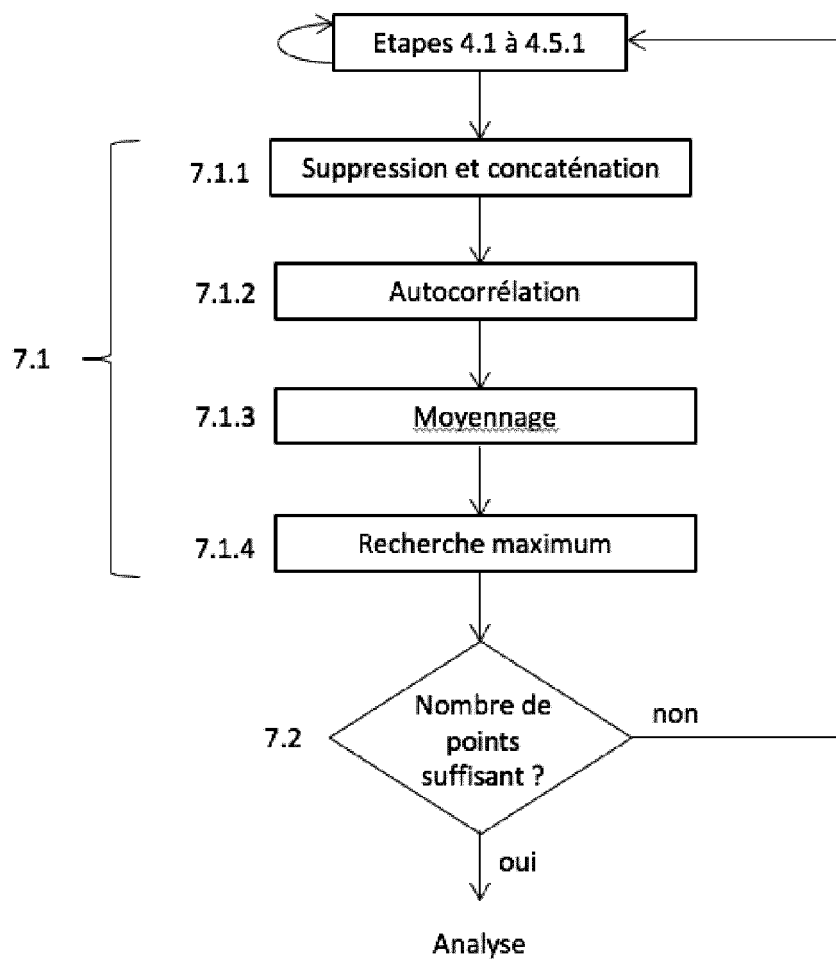 Etapes 4.1 à 4.5.1
7.1.1 Suppression et concaténation
7.1.2 Autocorrélation
7.1
7.1.3 Moyennage
7.1.4 Recherche maximum
Nombre de
7.2 points
suffisant ?
non
oui
Analyse